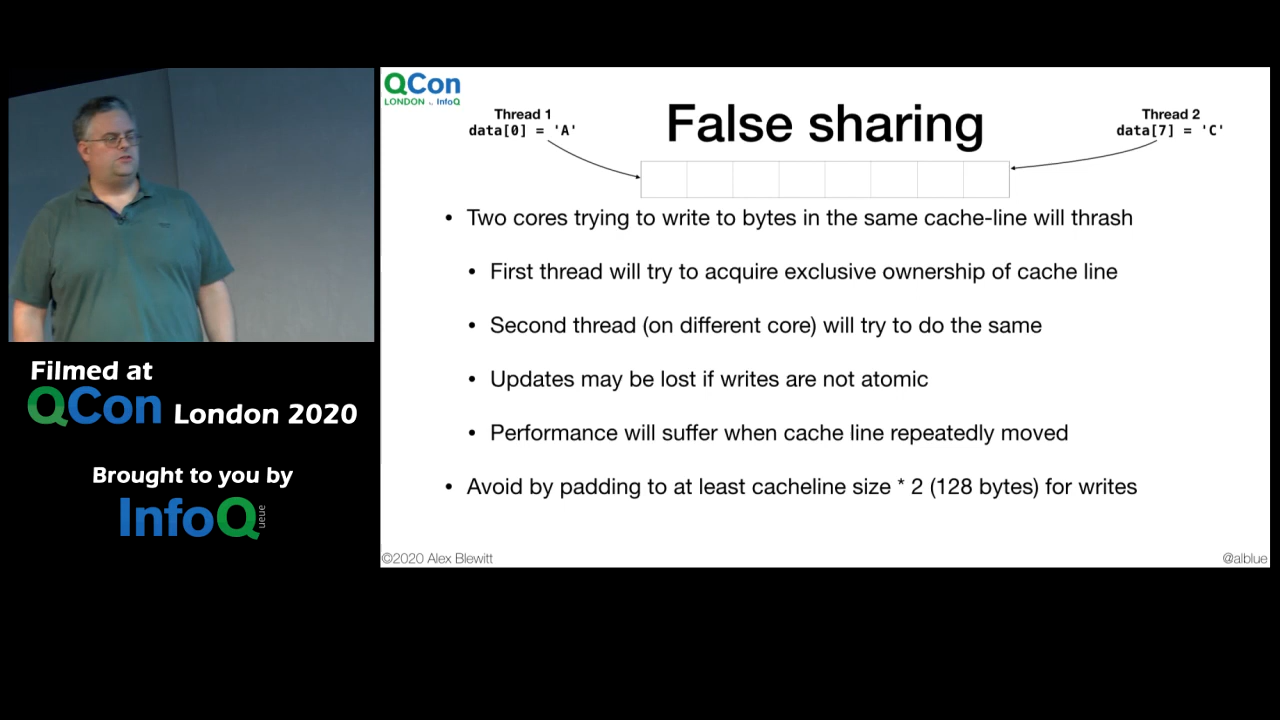 QCon
LONDON by InfoQ
Thread 1
data[0] = 'A'
False sharing
Thread 2
data[7] = 'C'
• Two cores trying to write to bytes in the same cache-line will thrash
• First thread will try to acquire exclusive ownership of cache line
• Second thread (on different core) will try to do the same
• Updates may be lost if writes are not atomic
• Performance will suffer when cache line repeatedly moved
• Avoid by padding to at least cacheline size * 2 (128 bytes) for writes
©2020 Alex Blewitt
@alblue
Filmed at
QCon London 2020
Brought to you by
InfoQueue